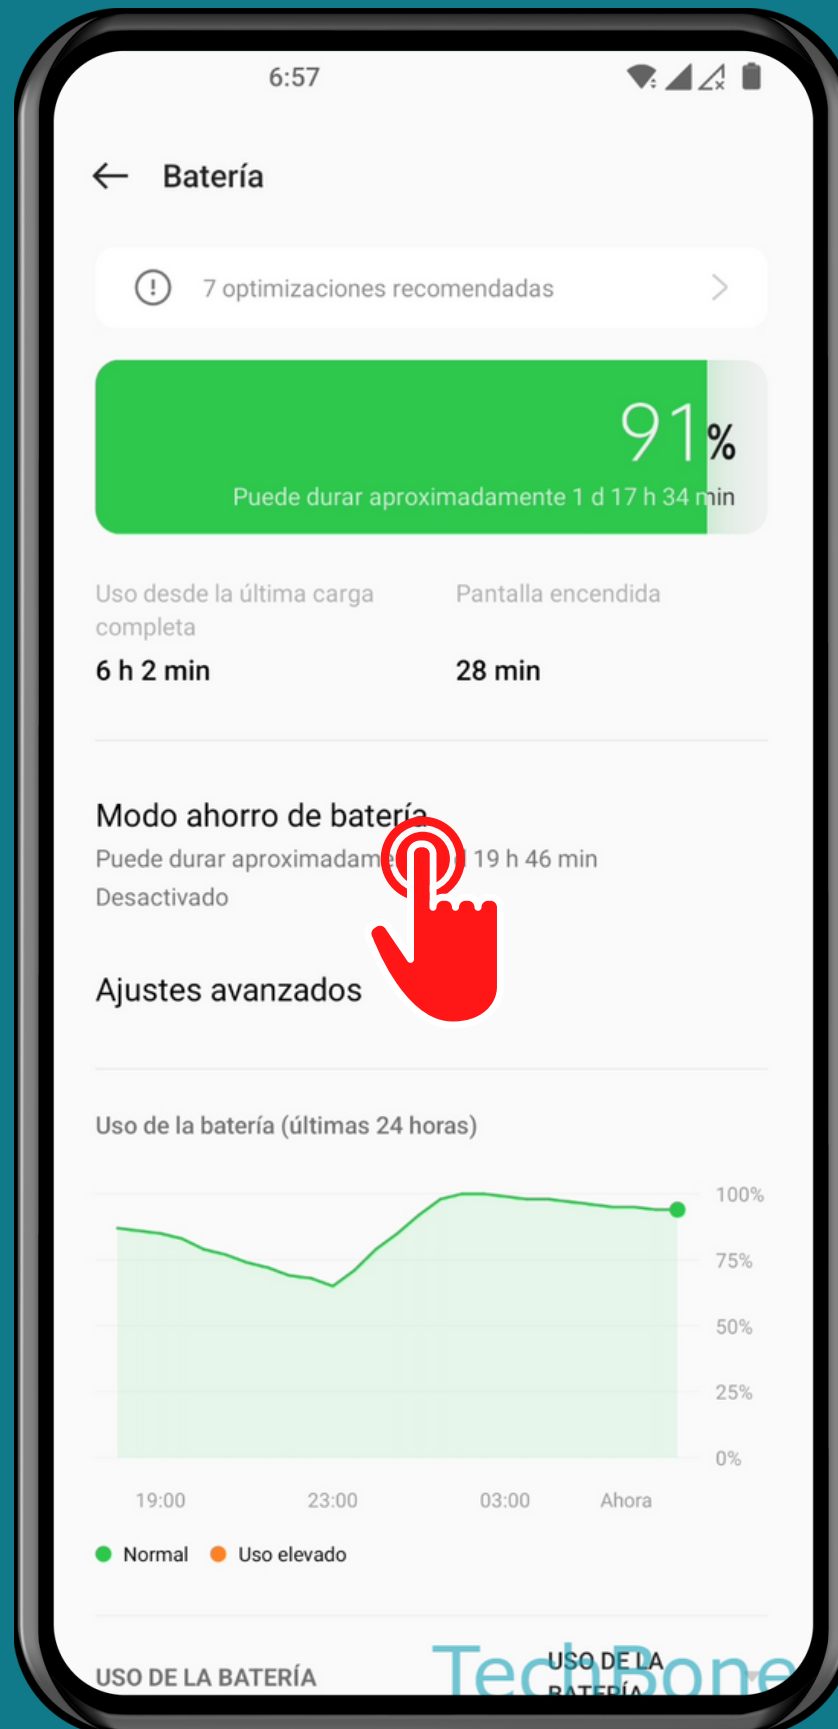 6:57
Batería
7 optimizaciones recomendadas
91%
Puede durar aproximadamente 1 d 17 h 34 min
Uso desde la última carga
completa
Pantalla encendida
6 h 2 min
28 min
Modo ahorro de batería
Puede durar 19 h 46 min
Desactivado
Ajustes avanzados
Uso de la batería (últimas 24 horas)
100%
75%
50%
25%
0%
19:00 23:00 03:00 Ahora
Normal Uso elevado
USO DE LA BATERÍA
USO DE LA
BATERÍA
TechBone